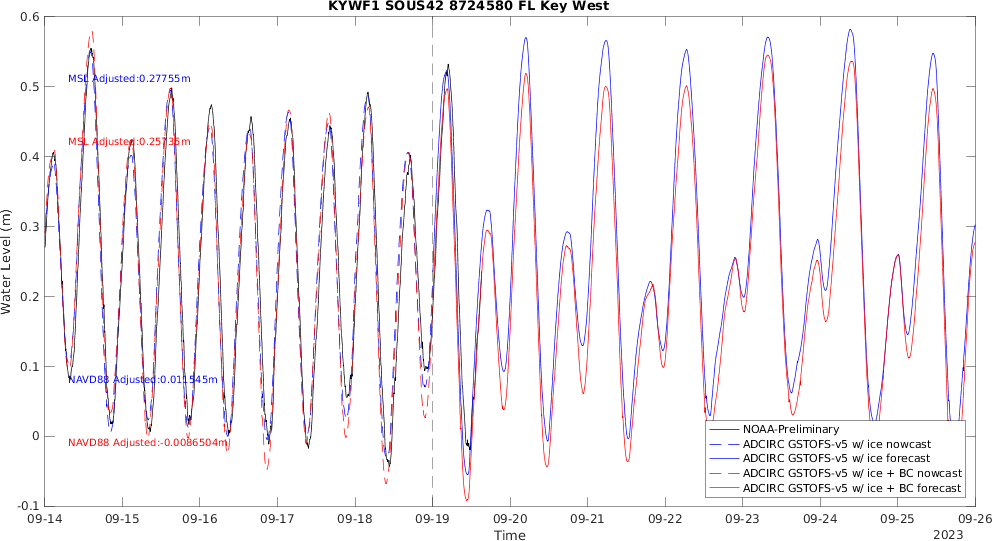 KYWF1 SOUS42 8724580 FL Key West
0.6
0.5
0.4
0.3
0.2
0.1
0
-0.1
Water Level (m)
MSL Adjusted:0.27755m
MSL Adjusted:0.25735m
NAVD88 Adjusted:0.011545m
NAVD88 Adjusted:-0.0086504m
NOAA-Preliminary
ADCIRC GSTOFS-v5 w/ ice nowcast
ADCIRC GSTOFS-v5 w/ ice forecast
ADCIRC GSTOFS-v5 w/ ice + BC nowcast
ADCIRC GSTOFS-v5 w/ ice + BC forecast
09-14 09-15 09-16 09-17 09-18 09-19 09-20 09-21 09-22 09-23 09-24 09-25 09-26
Time
2023